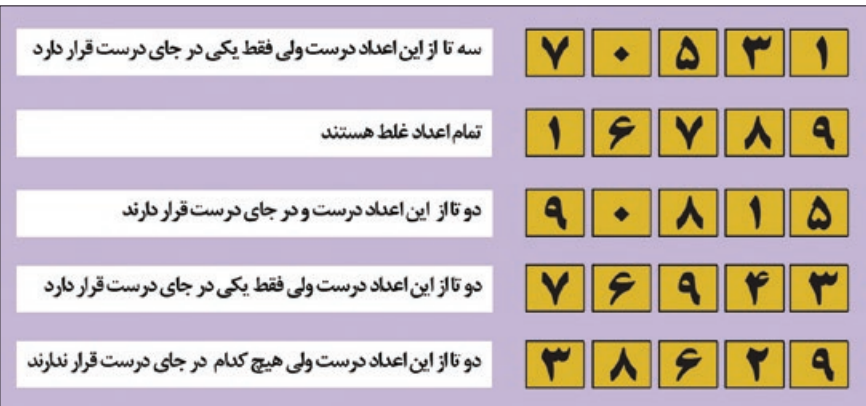 سه تا از این اعداد درست ولی فقط یکی در جای درست قرار دارد
۷ ۰ ۵ ۳ ۱
تمام اعداد غلط هستند
۱ ۶ ۷ ۸ ۹
دو تا از این اعداد درست و در جای درست قرار دارند
۹ ۰ ۸ ۱ ۵
دو تا از این اعداد درست ولی فقط یکی در جای درست قرار دارد
۷ ۶ ۹ ۴ ۳
دو تا از این اعداد درست ولی هیچ کدام در جای درست قرار ندارند
۳ ۸ ۶ ۲ ۹